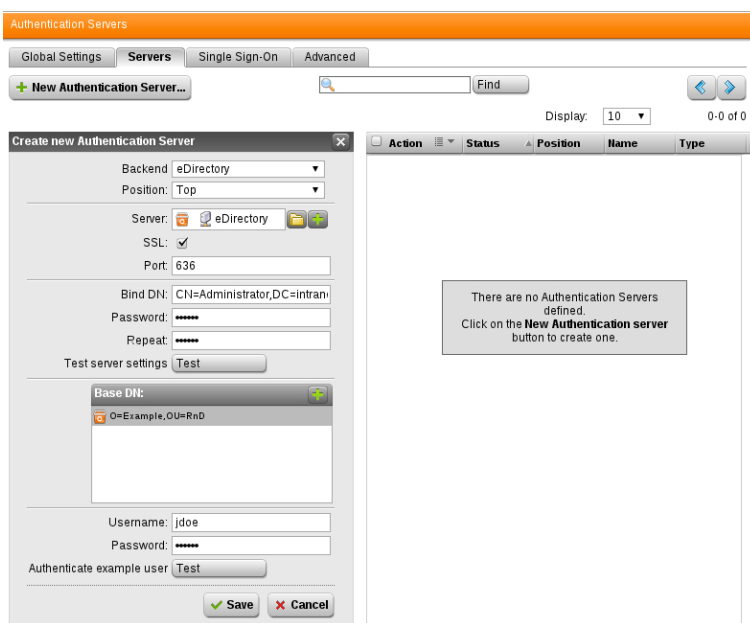 Authentication Servers
Global Settings Servers Single Sign-On Advanced
+ New Authentication Server... Find
Display: 10 0-0 of 0
Create new Authentication Server
Action Status Position Name Type
Backend eDirectory
Position: Top
Server: eDirectory
SSL:
Port: 636
Bind DN: CN=Administrator,DC=intran
Password: ••••••
Repeat: ••••••
Test server settings Test
Base DN:
O=Example,OU=RnD
Username: jdoe
Password: ••••••
Authenticate example user Test
Save Cancel
There are no Authentication Servers
defined.
Click on the New Authentication server
button to create one.